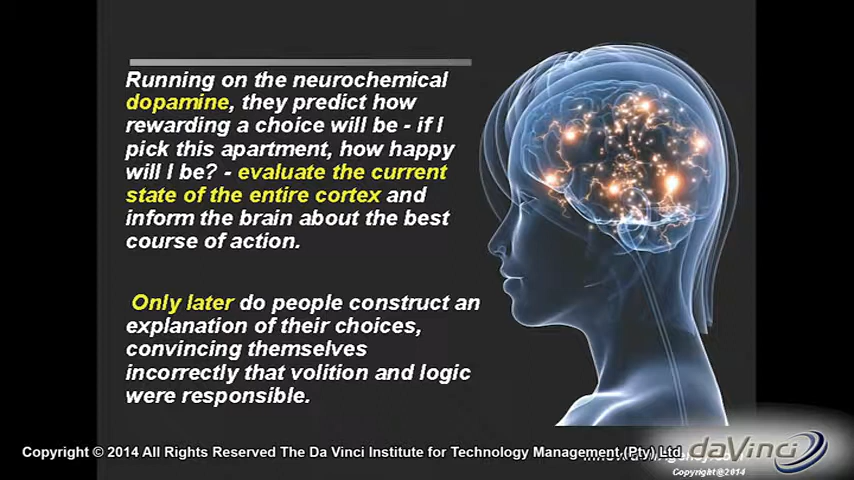 Running on the neurochemical
dopamine, they predict how
rewarding a choice will be - if I
pick this apartment, how happy
will I be? - evaluate the current
state of the entire cortex and
inform the brain about the best
course of action.
Only later do people construct an
explanation of their choices,
convincing themselves
incorrectly that volition and logic
were responsible.
Copyright © 2014 All Rights Reserved The Da Vinci Institute for Technology Management (Pty) Ltd
daVinci
Copyright @2014